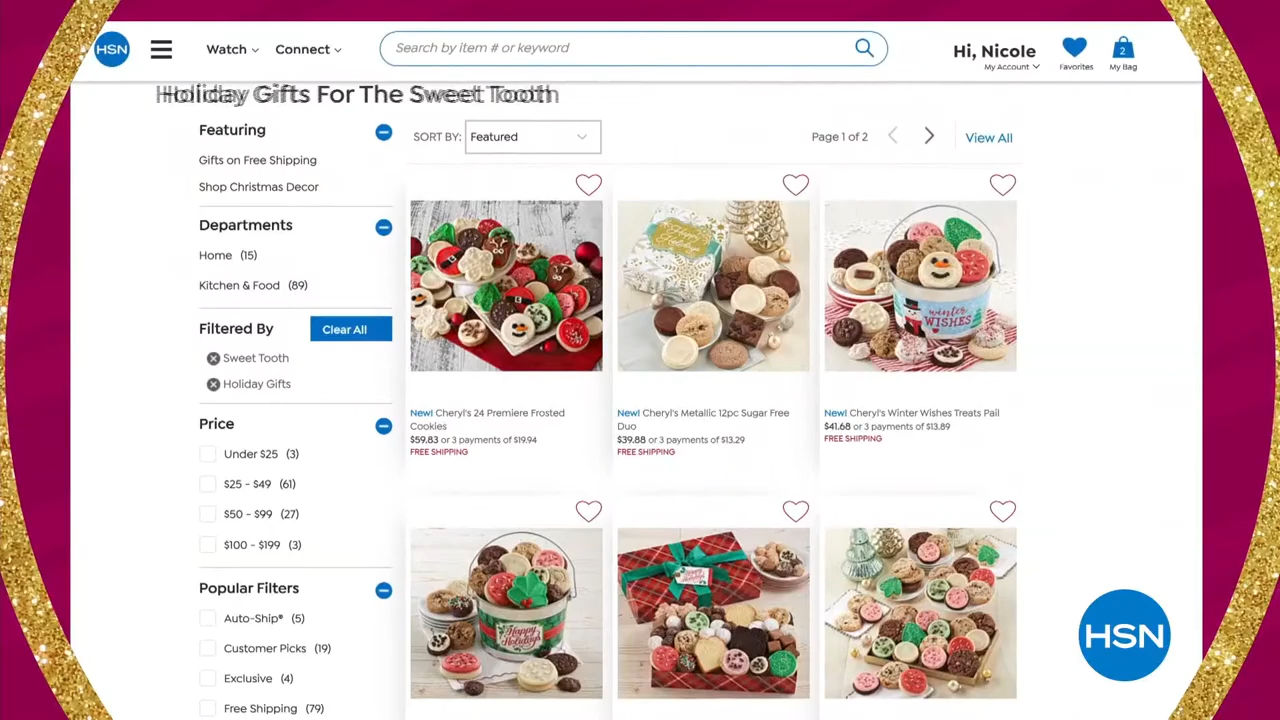 HSN
Watch
Connect
Search by item # or keyword
Hi, Nicole
My Account
Favorites
2
My Bag
Holiday Gifts For The Sweet Tooth
Featuring
Gifts on Free Shipping
Shop Christmas Decor
Departments
Home (15)
Kitchen & Food (89)
Filtered By
Clear All
Sweet Tooth
Holiday Gifts
Price
Under $25 (3)
$25 - $49 (61)
$50 - $99 (27)
$100 - $199 (3)
Popular Filters
Auto-Ship® (5)
Customer Picks (19)
Exclusive (4)
Free Shipping (79)
SORT BY: Featured
Page 1 of 2
View All
winter
WISHES
New! Cheryl's 24 Premiere Frosted
Cookies
$59.83 or 3 payments of $19.94
FREE SHIPPING
New! Cheryl's Metallic 12pc Sugar Free
Duo
$39.88 or 3 payments of $13.29
FREE SHIPPING
New! Cheryl's Winter Wishes Treats Pail
$41.68 or 3 payments of $13.89
FREE SHIPPING
Happy
Holidays
HSN